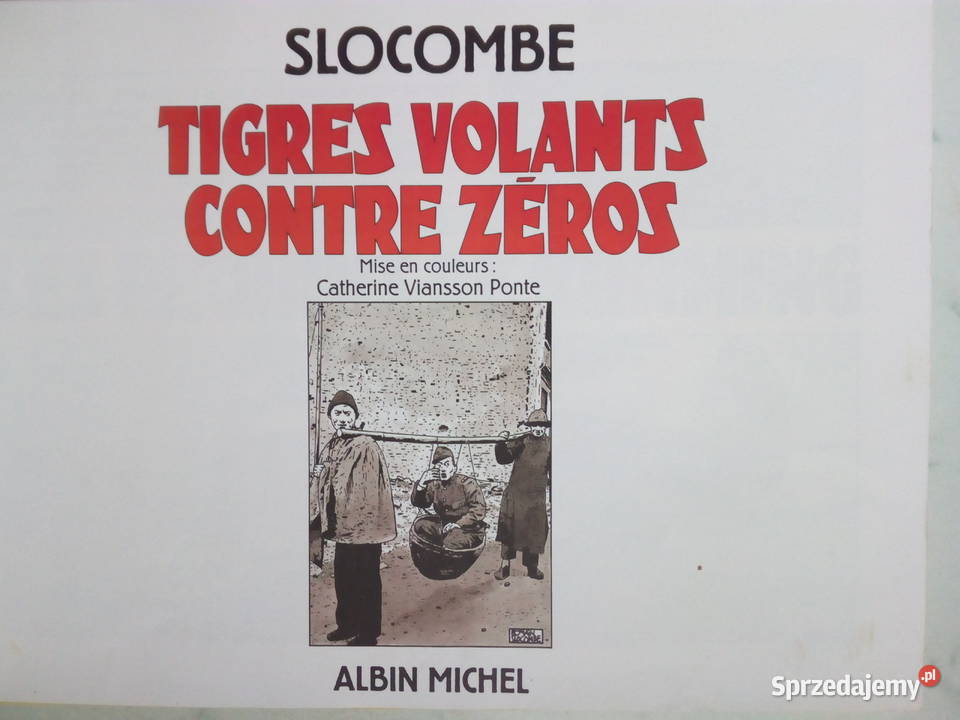 SLOCOMBE
TIGRES VOLANTS
CONTRE ZÉROS
Mise en couleurs :
Catherine Viansson Ponte
ALBIN MICHEL
Sprzedajemy.pl